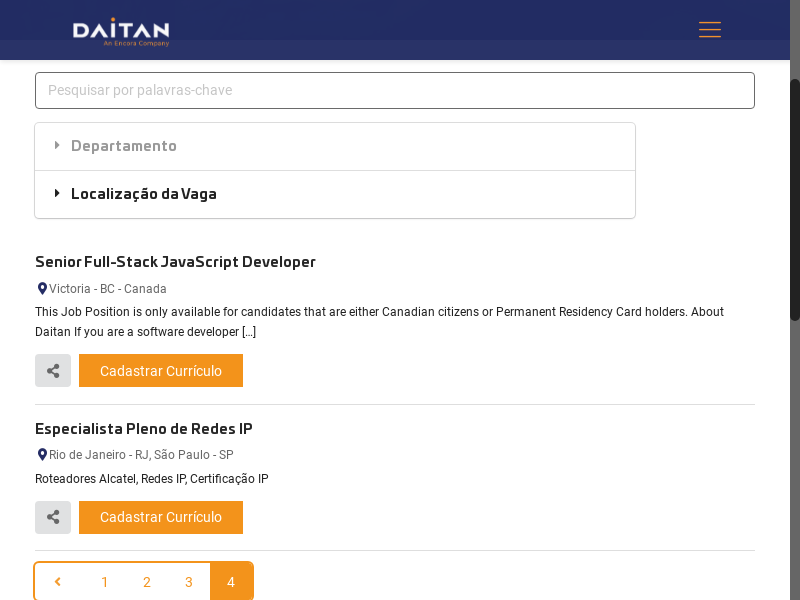 DAITAN
An Encora Company
Pesquisar por palavras-chave
Departamento
Localização da Vaga
Senior Full-Stack JavaScript Developer
Victoria - BC - Canada
This Job Position is only available for candidates that are either Canadian citizens or Permanent Residency Card holders. About
Daitan If you are a software developer [...]
Cadastrar Currículo
Especialista Pleno de Redes IP
Rio de Janeiro - RJ, São Paulo - SP
Roteadores Alcatel, Redes IP, Certificação IP
Cadastrar Currículo
1 2 3 4